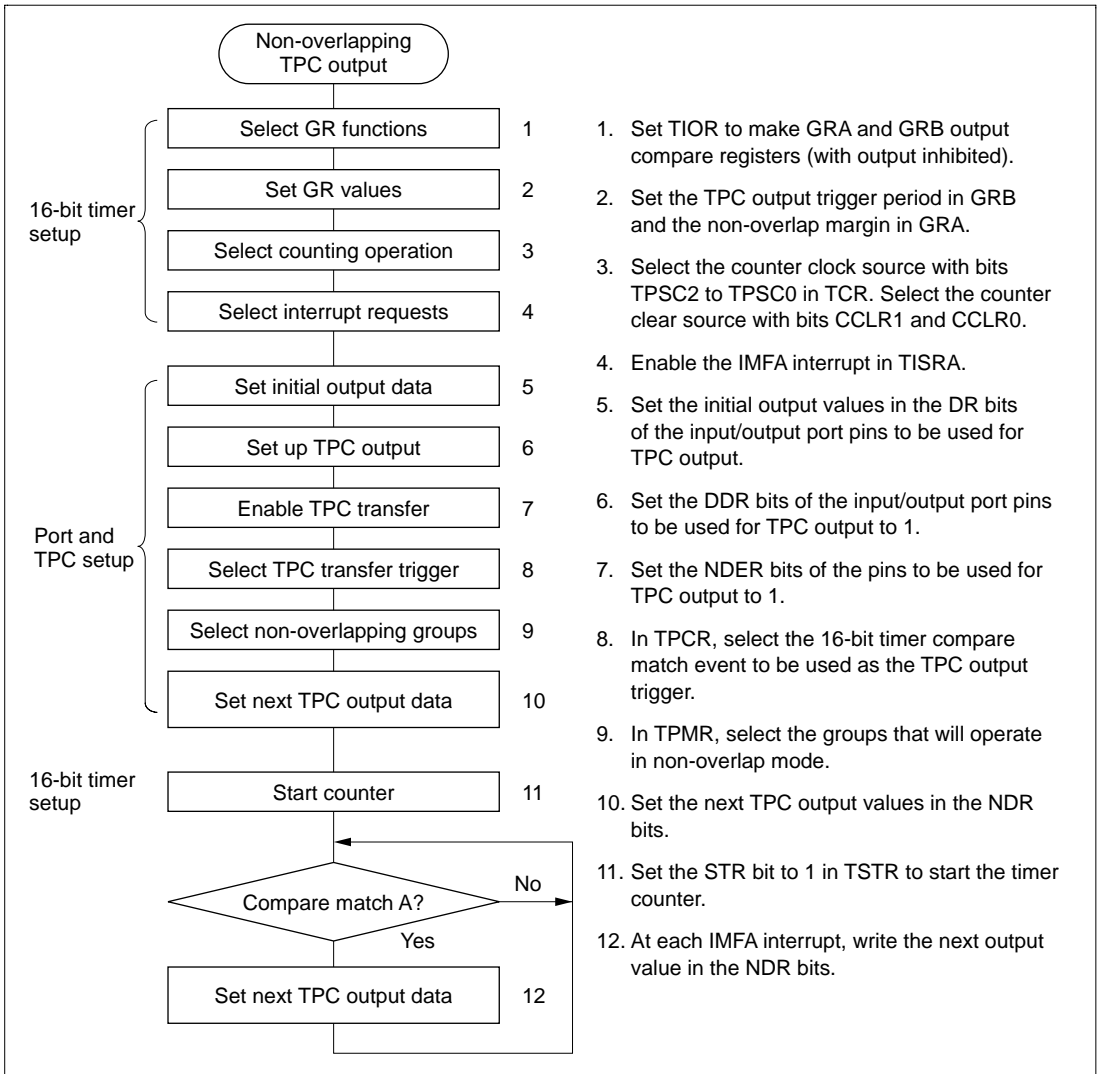 Non-overlapping
TPC output
16-bit timer
setup
Select GR functions 1
Set GR values 2
Select counting operation 3
Select interrupt requests 4
Port and
TPC setup
Set initial output data 5
Set up TPC output 6
Enable TPC transfer 7
Select TPC transfer trigger 8
Select non-overlapping groups 9
Set next TPC output data 10
16-bit timer
setup
Start counter 11
Compare match A?
No
Yes
Set next TPC output data 12
1. Set TIOR to make GRA and GRB output
compare registers (with output inhibited).
2. Set the TPC output trigger period in GRB
and the non-overlap margin in GRA.
3. Select the counter clock source with bits
TPSC2 to TPSC0 in TCR. Select the counter
clear source with bits CCLR1 and CCLR0.
4. Enable the IMFA interrupt in TISRA.
5. Set the initial output values in the DR bits
of the input/output port pins to be used for
TPC output.
6. Set the DDR bits of the input/output port pins
to be used for TPC output to 1.
7. Set the NDER bits of the pins to be used for
TPC output to 1.
8. In TPCR, select the 16-bit timer compare
match event to be used as the TPC output
trigger.
9. In TPMR, select the groups that will operate
in non-overlap mode.
10. Set the next TPC output values in the NDR
bits.
11. Set the STR bit to 1 in TSTR to start the timer
counter.
12. At each IMFA interrupt, write the next output
value in the NDR bits.